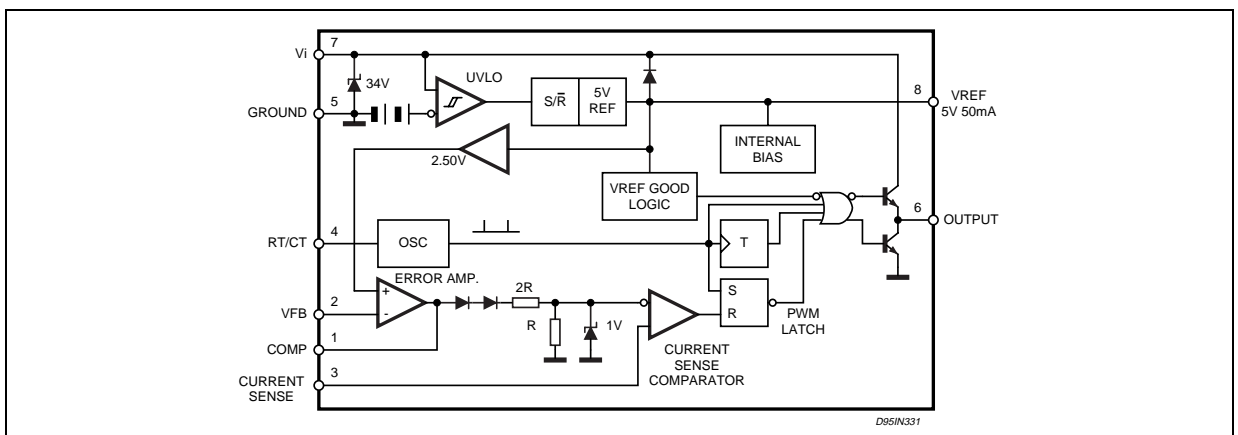 7
Vi
34V
UVLO
5
GROUND
S/R̅
5V
REF
8
VREF
5V 50mA
INTERNAL
BIAS
2.50V
VREF GOOD
LOGIC
6
OUTPUT
4
RT/CT
OSC
T
ERROR AMP.
+
-
2R
S
R
2
VFB
R
1V
PWM
LATCH
1
COMP
CURRENT
SENSE
COMPARATOR
3
CURRENT
SENSE
D95IN331